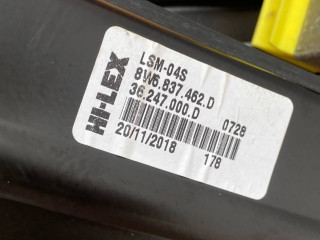 HI-LEX
LSM-04S
8W6.837.462.D
36.247.000.D
0728
20/11/2018
178